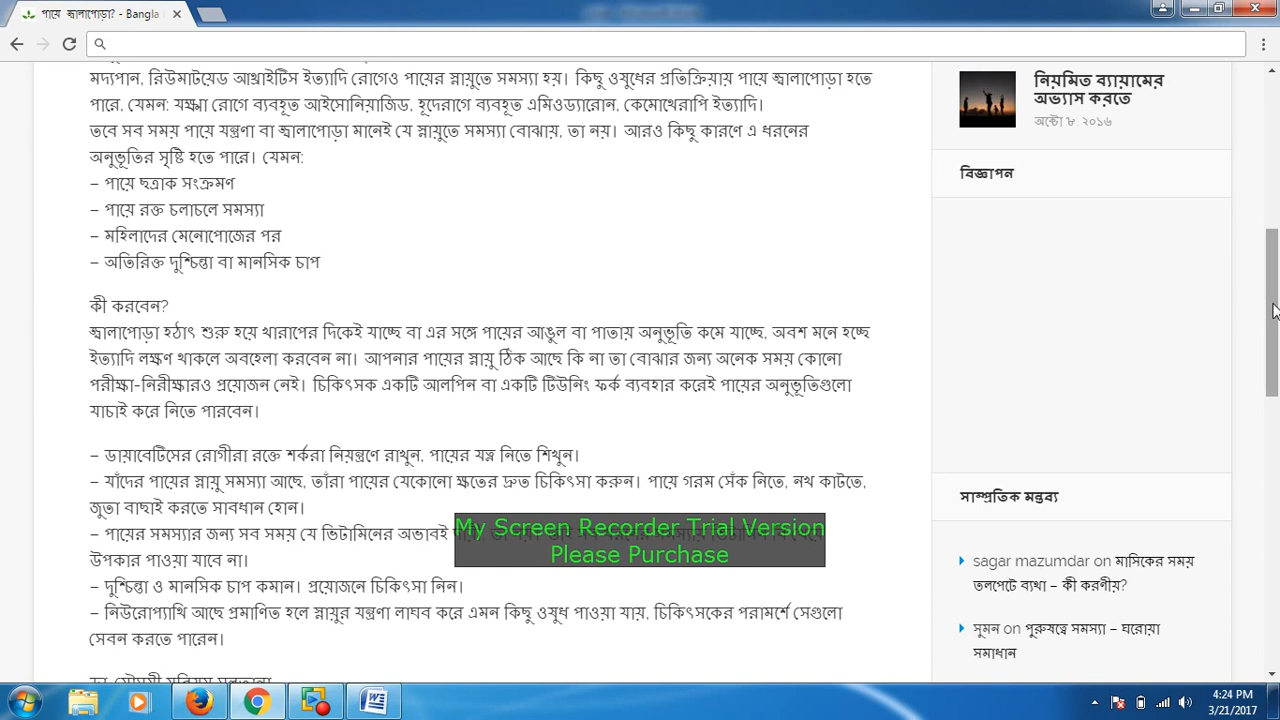 পায়ে জ্বালাপোড়া? - Bangla
মদ্যপান, রিউমাটয়েড আর্থ্রাইটিস ইত্যাদি রোগেও পায়ের স্নায়ুতে সমস্যা হয়। কিছু ওষুধের প্রতিক্রিয়ায় পায়ে জ্বালাপোড়া হতে
পারে, যেমন: যক্ষ্মা রোগে ব্যবহৃত আইসোনিয়াজিড, হৃদেরাগে ব্যবহৃত এমিওড্যারোন, কেমোথেরাপি ইত্যাদি।
তবে সব সময় পায়ে যন্ত্রণা বা জ্বালাপোড়া মানেই যে স্নায়ুতে সমস্যা বোঝায়, তা নয়। আরও কিছু কারণে এ ধরনের
অনুভূতির সৃষ্টি হতে পারে। যেমন:
– পায়ে ছত্রাক সংক্রমণ
– পায়ে রক্ত চলাচলে সমস্যা
– মহিলাদের মেনোপোজের পর
– অতিরিক্ত দুশ্চিন্তা বা মানসিক চাপ
কী করবেন?
জ্বালাপোড়া হঠাৎ শুরু হয়ে খারাপের দিকেই যাচ্ছে বা এর সঙ্গে পায়ের আঙুল বা পাতায় অনুভূতি কমে যাচ্ছে, অবশ মনে হচ্ছে
ইত্যাদি লক্ষণ থাকলে অবহেলা করবেন না। আপনার পায়ের স্নায়ু ঠিক আছে কি না তা বোঝার জন্য অনেক সময় কোনো
পরীক্ষা-নিরীক্ষারও প্রয়োজন নেই। চিকিৎসক একটি আলপিন বা একটি টিউনিং ফর্ক ব্যবহার করেই পায়ের অনুভূতিগুলো
যাচাই করে নিতে পারবেন।
– ডায়াবেটিসের রোগীরা রক্তে শর্করা নিয়ন্ত্রণে রাখুন, পায়ের যত্ন নিতে শিখুন।
– যাঁদের পায়ের স্নায়ু সমস্যা আছে, তাঁরা পায়ের যেকোনো ক্ষতের দ্রুত চিকিৎসা করুন। পায়ে গরম সেঁক নিতে, নখ কাটতে,
জুতা বাছাই করতে সাবধান হোন।
– পায়ের সমস্যার জন্য সব সময় যে ভিটামিনের অভাবই
উপকার পাওয়া যাবে না।
– দুশ্চিন্তা ও মানসিক চাপ কমান। প্রয়োজনে চিকিৎসা নিন।
– নিউরোপ্যাথি আছে প্রমাণিত হলে স্নায়ুর যন্ত্রণা লাঘব করে এমন কিছু ওষুধ পাওয়া যায়, চিকিৎসকের পরামর্শে সেগুলো
সেবন করতে পারেন।
My Screen Recorder Trial Version
Please Purchase
নিয়মিত ব্যায়ামের
অভ্যাস করতে
অক্টো ৮, ২০১৬
বিজ্ঞাপন
সাম্প্রতিক মন্তব্য
sagar mazumdar on মাসিকের সময়
তলপেটে ব্যথা – কী করণীয়?
সুমন on পুরুষত্বে সমস্যা – ঘরোয়া
সমাধান
4:24 PM
3/21/2017